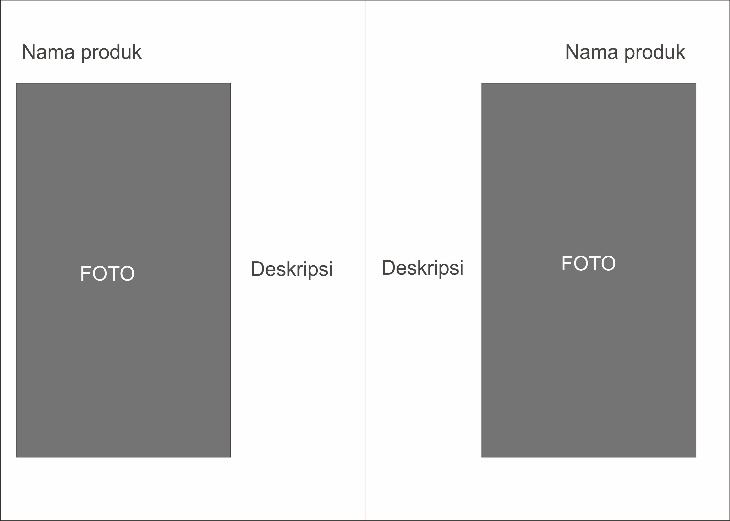 Nama produk
FOTO
Deskripsi
Nama produk
Deskripsi
FOTO